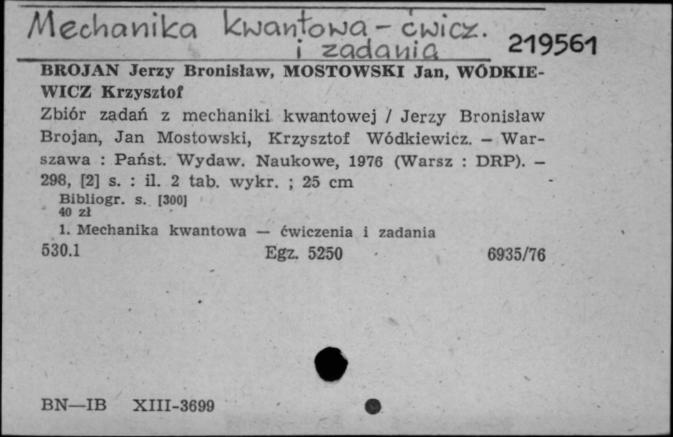 Mechanika kwantowa - ćwicz.
i zadania
219561
BROJAN Jerzy Bronisław, MOSTOWSKI Jan, WÓDKIE-
WICZ Krzysztof
Zbiór zadań z mechaniki kwantowej / Jerzy Bronisław
Brojan, Jan Mostowski, Krzysztof Wódkiewicz. — War-
szawa : Państ. Wydaw. Naukowe, 1976 (Warsz : DRP). —
298, [2] s. : il. 2 tab. wykr. ; 25 cm
Bibliogr. s. [300]
40 zł
1. Mechanika kwantowa — ćwiczenia i zadania
530.1 Egz. 5250 6935/76
BN—IB XIII-3699